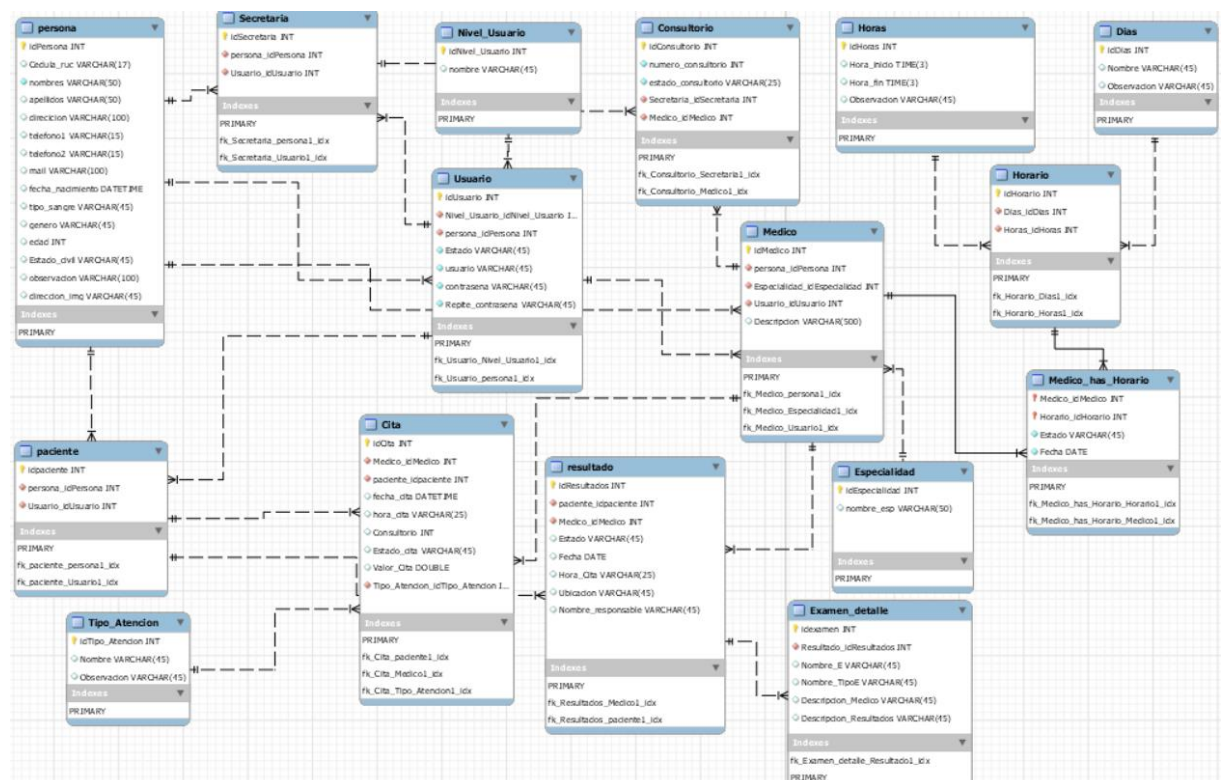 persona
idPersona INT
Cedula_ruc VARCHAR(17)
nombres VARCHAR(50)
apellidos VARCHAR(50)
direccion VARCHAR(100)
telefono1 VARCHAR(15)
telefono2 VARCHAR(15)
mail VARCHAR(100)
fecha_nacimiento DATETIME
tipo_sangre VARCHAR(45)
genero VARCHAR(45)
edad INT
Estado_civil VARCHAR(45)
observacion VARCHAR(100)
direccion_img VARCHAR(45)
Indexes
PRIMARY
Secretaria
idSecretaria INT
persona_idPersona INT
Usuario_idUsuario INT
Indexes
PRIMARY
fk_Secretaria_persona1_idx
fk_Secretaria_Usuario1_idx
Nivel_Usuario
idNivel_Usuario INT
nombre VARCHAR(45)
Indexes
PRIMARY
Consultorio
idConsultorio INT
numero_consultorio INT
estado_consultorio VARCHAR(25)
Secretaria_idSecretaria INT
Medico_idMedico INT
Indexes
PRIMARY
fk_Consultorio_Secretaria1_idx
fk_Consultorio_Medico1_idx
Horas
idHoras INT
Hora_inicio TIME(3)
Hora_fin TIME(3)
Observacion VARCHAR(45)
Indexes
PRIMARY
Dias
idDias INT
Nombre VARCHAR(45)
Observacion VARCHAR(45)
Indexes
PRIMARY
Usuario
idUsuario INT
Nivel_Usuario_idNivel_Usuario I...
persona_idPersona INT
Estado VARCHAR(45)
usuario VARCHAR(45)
contrasena VARCHAR(45)
Repite_contrasena VARCHAR(45)
Indexes
PRIMARY
fk_Usuario_Nivel_Usuario1_idx
fk_Usuario_persona1_idx
Medico
idMedico INT
persona_idPersona INT
Especialidad_idEspecialidad INT
Usuario_idUsuario INT
Descripcion VARCHAR(500)
Indexes
PRIMARY
fk_Medico_persona1_idx
fk_Medico_Especialidad1_idx
fk_Medico_Usuario1_idx
Horario
idHorario INT
Dias_idDias INT
Horas_idHoras INT
Indexes
PRIMARY
fk_Horario_Dias1_idx
fk_Horario_Horas1_idx
Medico_has_Horario
Medico_idMedico INT
Horario_idHorario INT
Estado VARCHAR(45)
Fecha DATE
Indexes
PRIMARY
fk_Medico_has_Horario_Horario1_idx
fk_Medico_has_Horario_Medico1_idx
paciente
idpaciente INT
persona_idPersona INT
Usuario_idUsuario INT
Indexes
PRIMARY
fk_paciente_persona1_idx
fk_paciente_Usuario1_idx
Cita
idCita INT
Medico_idMedico INT
paciente_idpaciente INT
fecha_cita DATETIME
hora_cita VARCHAR(25)
Consultorio INT
Estado_cita VARCHAR(45)
Valor_Cita DOUBLE
Tipo_Atencion_idTipo_Atencion I...
Indexes
PRIMARY
fk_Cita_paciente1_idx
fk_Cita_Medico1_idx
fk_Cita_Tipo_Atencion1_idx
resultado
idResultados INT
paciente_idpaciente INT
Medico_idMedico INT
Estado VARCHAR(45)
Fecha DATE
Hora_Cita VARCHAR(25)
Ubicacion VARCHAR(45)
Nombre_responsable VARCHAR(45)
Indexes
PRIMARY
fk_Resultados_Medico1_idx
fk_Resultados_paciente1_idx
Especialidad
idEspecialidad INT
nombre_esp VARCHAR(50)
Indexes
PRIMARY
Tipo_Atencion
idTipo_Atencion INT
Nombre VARCHAR(45)
Observacion VARCHAR(45)
Indexes
PRIMARY
Examen_detalle
idexamen INT
Resultado_idResultados INT
Nombre_E VARCHAR(45)
Nombre_TipoE VARCHAR(45)
Descripcion_Medico VARCHAR(45)
Descripcion_Resultados VARCHAR(45)
Indexes
fk_Examen_detalle_Resultado1_idx
PRIMARY